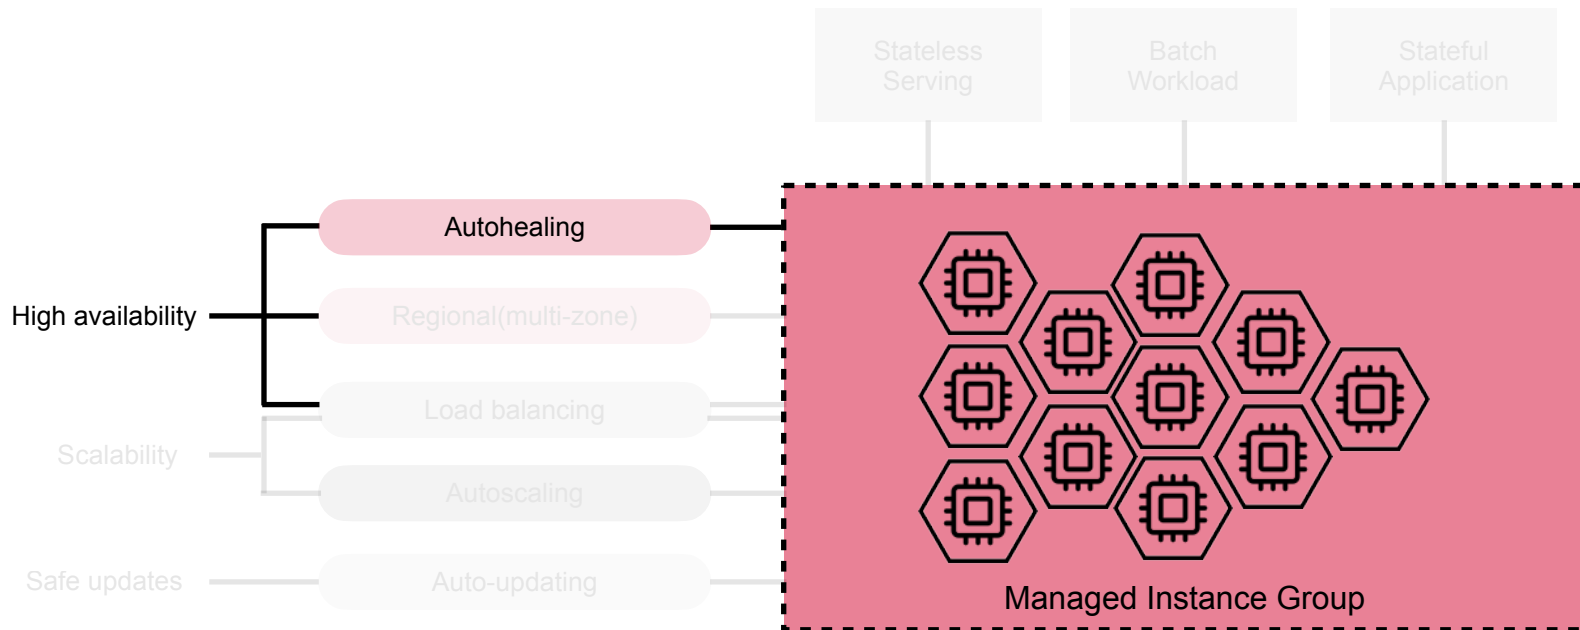 Stateless
Serving
Batch
Workload
Stateful
Application
Autohealing
High availability
Regional(multi-zone)
Load balancing
Scalability
Autoscaling
Safe updates
Auto-updating
Managed Instance Group